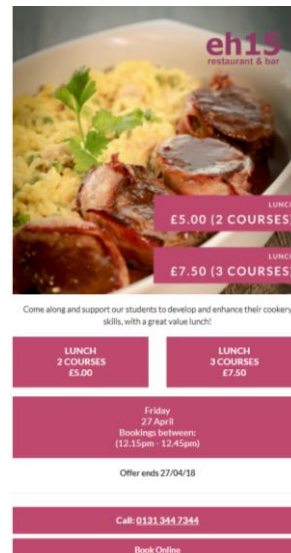 eh15
restaurant & bar
LUNCH
£5.00 (2 COURSES)
LUNCH
£7.50 (3 COURSES)
Come along and support our students to develop and enhance their cookery
skills, with a great value lunch!
LUNCH
2 COURSES
£5.00
LUNCH
3 COURSES
£7.50
Friday
27 April
Bookings between:
(12.15pm - 12.45pm)
Offer ends 27/04/18
Call: 0131 344 7344
Book Online